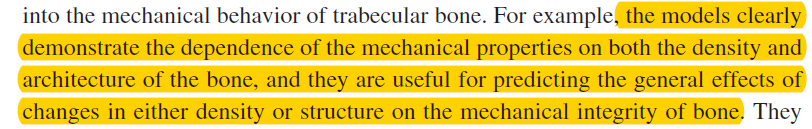 into the mechanical behavior of trabecular bone. For example, the models clearly
demonstrate the dependence of the mechanical properties on both the density and
architecture of the bone, and they are useful for predicting the general effects of
changes in either density or structure on the mechanical integrity of bone. They